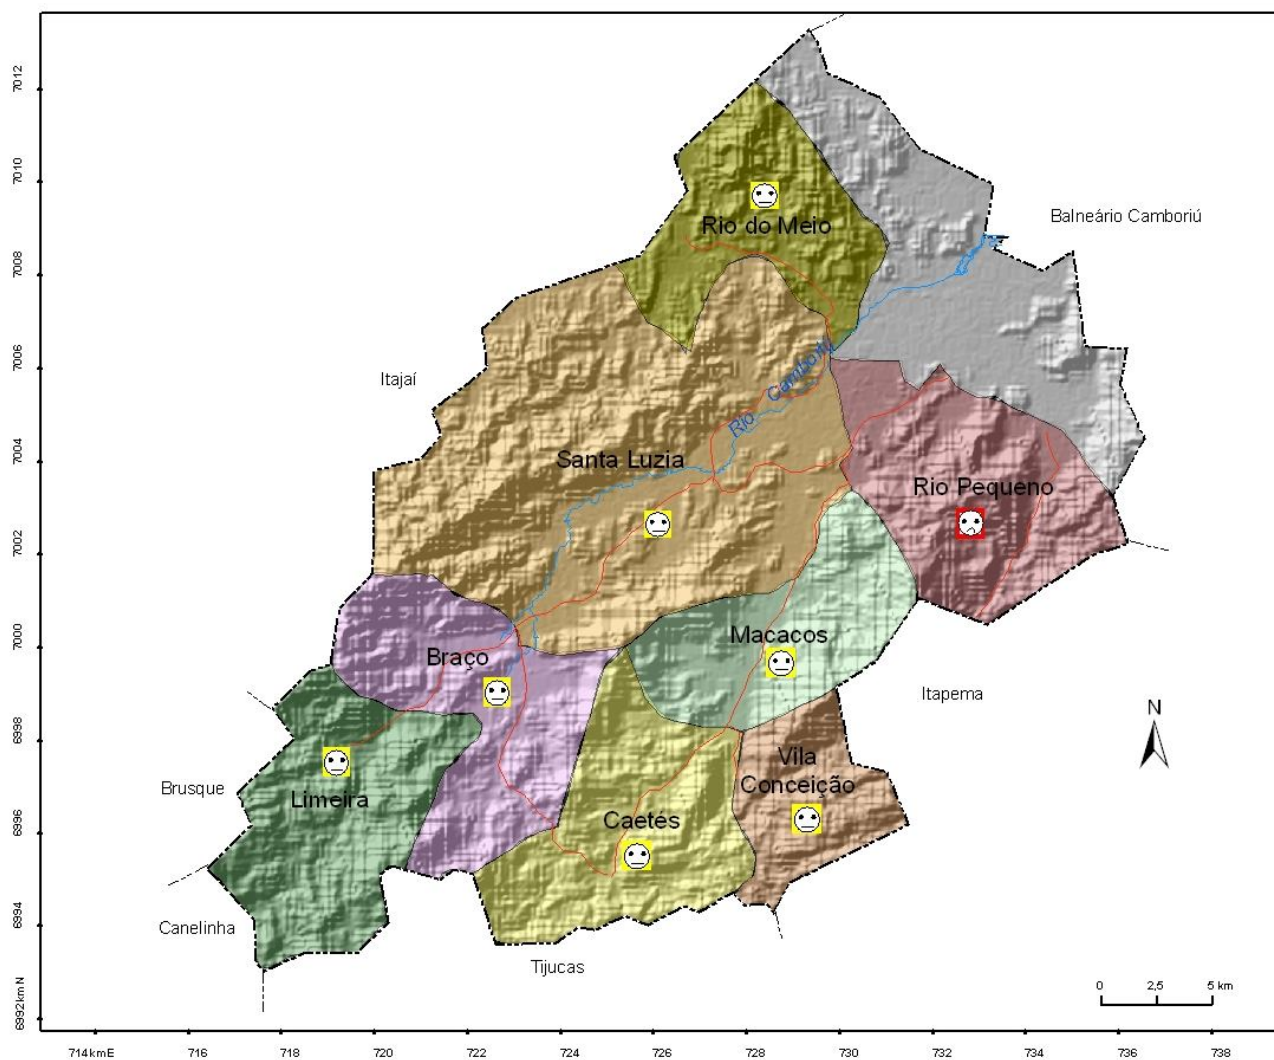 7012
7010
Rio do Meio
Balneário Camboriú
7008
7006
Itajaí
Rio Camboriú
7004
Santa Luzia
Rio Pequeno
7002
7000
Macacos
Braço
Itapema
N
6998
Vila
Conceição
Brusque
Limeira
6996
Caetés
6994
Canelinha
Tijucas
0 2,5 5 km
6992km N
714kmE 716 718 720 722 724 726 728 730 732 734 736 738